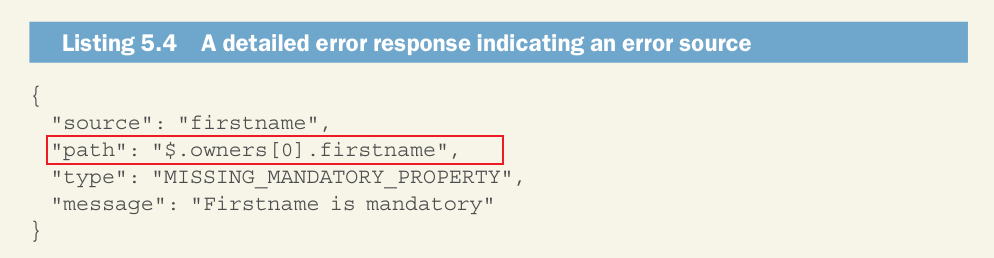 Listing 5.4 A detailed error response indicating an error source
{
"source": "firstname",
"path": "$.owners[0].firstname",
"type": "MISSING_MANDATORY_PROPERTY",
"message": "Firstname is mandatory"
}